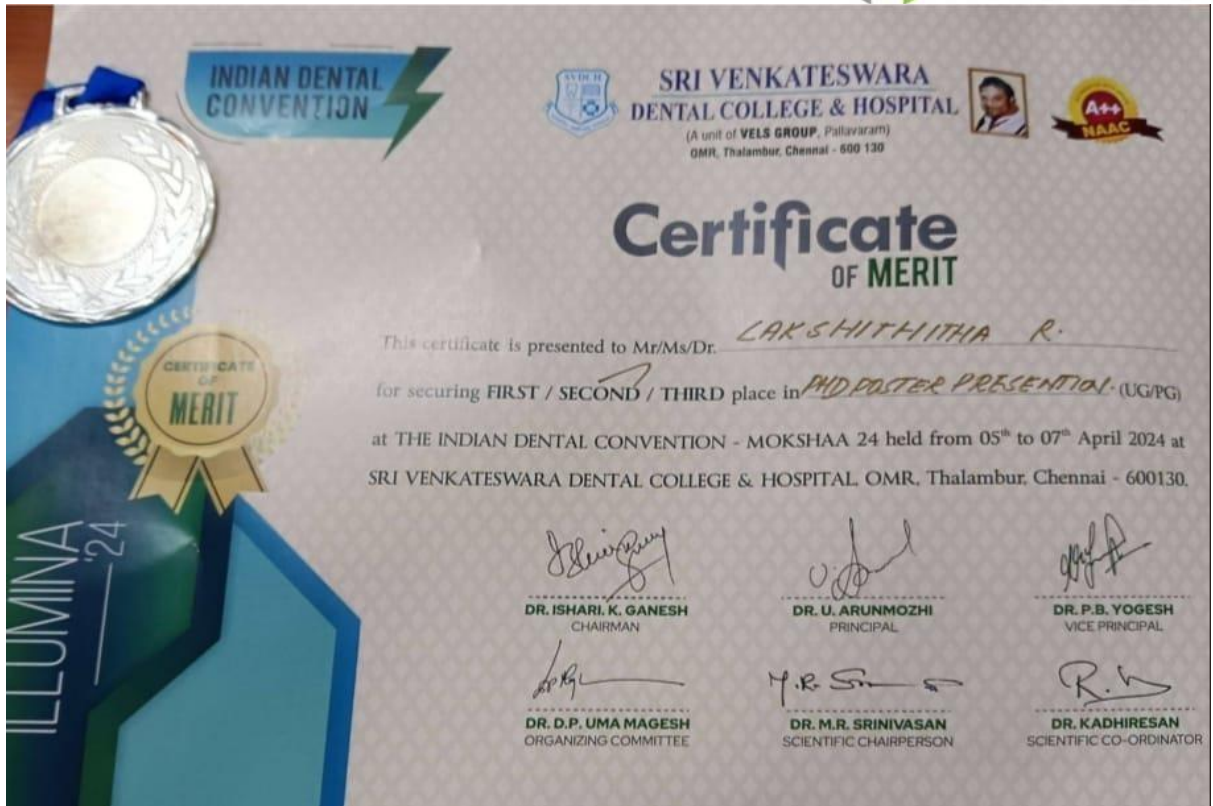 INDIAN DENTAL
CONVENTION
SVDCH
SRI VENKATESWARA
DENTAL COLLEGE & HOSPITAL
(A unit of VELS GROUP, Pallavaram)
OMR, Thalambur, Chennai - 600 130
A++
NAAC
Certificate
OF MERIT
CERTIFICATE
OF
MERIT
This certificate is presented to Mr/Ms/Dr. LAKSHITHITHA R.
for securing FIRST / SECOND / THIRD place in PHD POSTER PRESENTION. (UG/PG)
at THE INDIAN DENTAL CONVENTION - MOKSHAA 24 held from 05th to 07th April 2024 at
SRI VENKATESWARA DENTAL COLLEGE & HOSPITAL OMR, Thalambur, Chennai - 600130.
ILLUMINA
'24
DR. ISHARI. K. GANESH
CHAIRMAN
DR. U. ARUNMOZHI
PRINCIPAL
DR. P.B. YOGESH
VICE PRINCIPAL
DR. D.P. UMA MAGESH
ORGANIZING COMMITTEE
M.R. S
DR. M.R. SRINIVASAN
SCIENTIFIC CHAIRPERSON
DR. KADHIRESAN
SCIENTIFIC CO-ORDINATOR